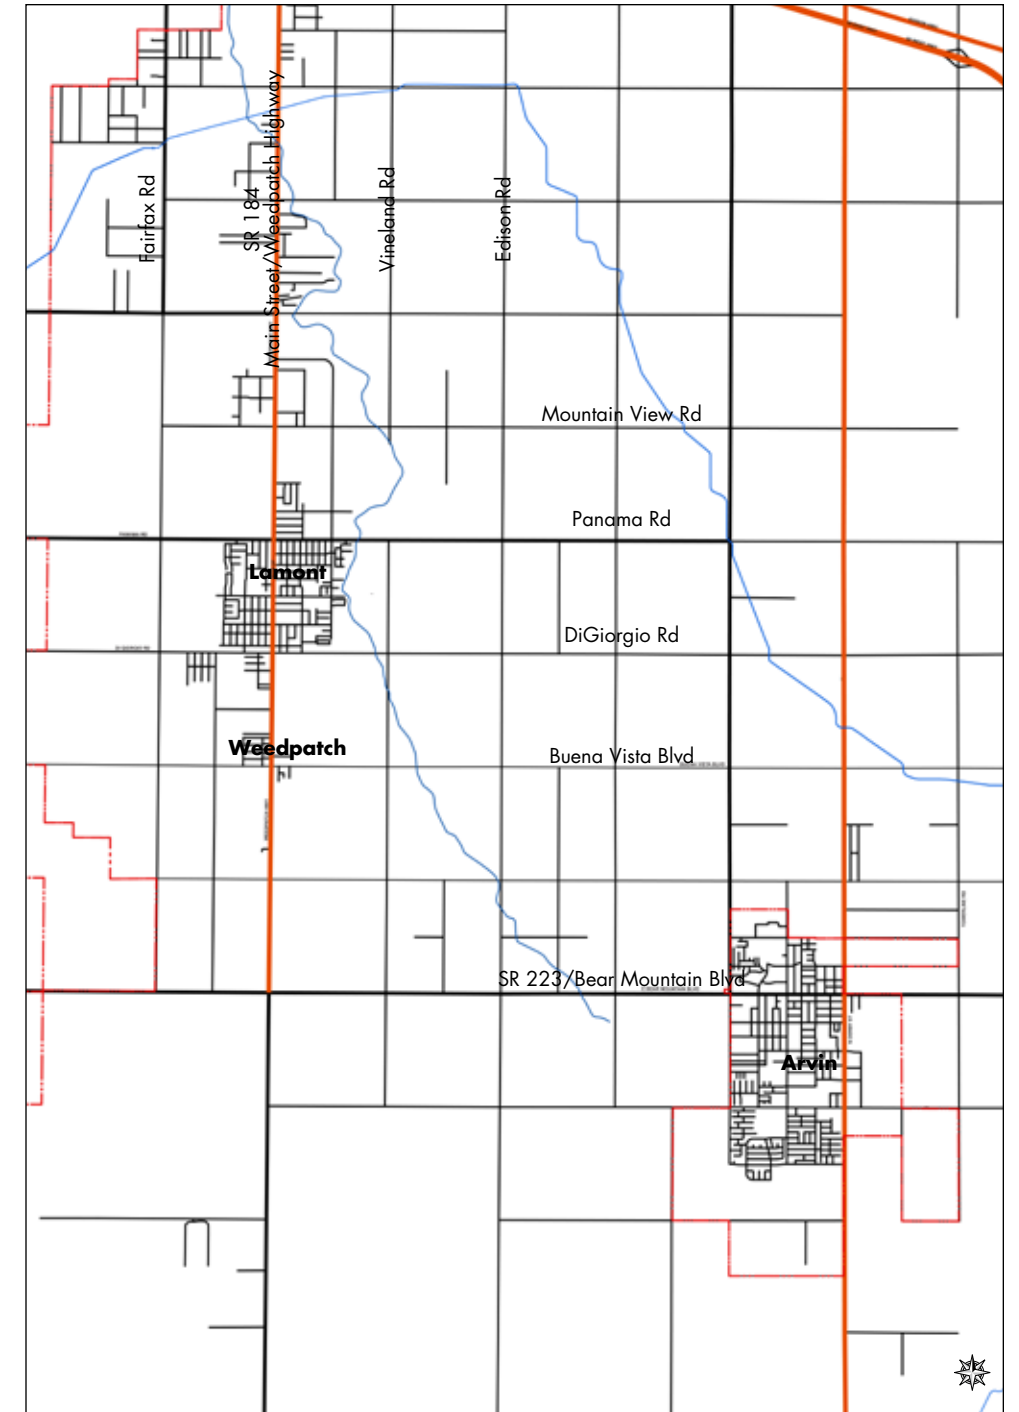 Fairfax Rd
SR 184
Main Street/Weedpatch Highway
Vineland Rd
Edison Rd
Mountain View Rd
Panama Rd
Lamont
DiGiorgio Rd
Weedpatch
Buena Vista Blvd
SR 223/Bear Mountain Blvd
Arvin